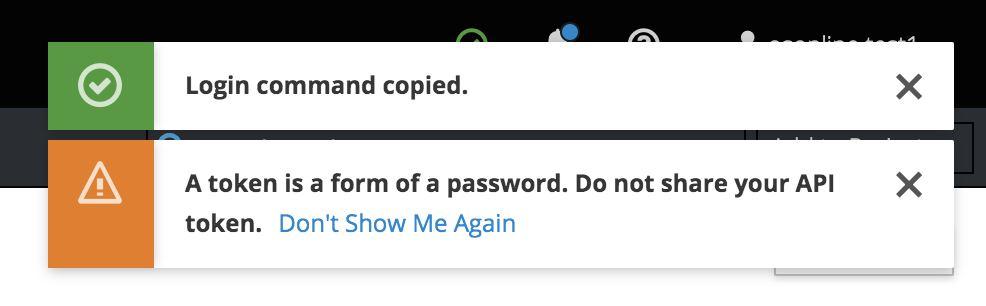 Login command copied.
A token is a form of a password. Do not share your API
token. Don't Show Me Again